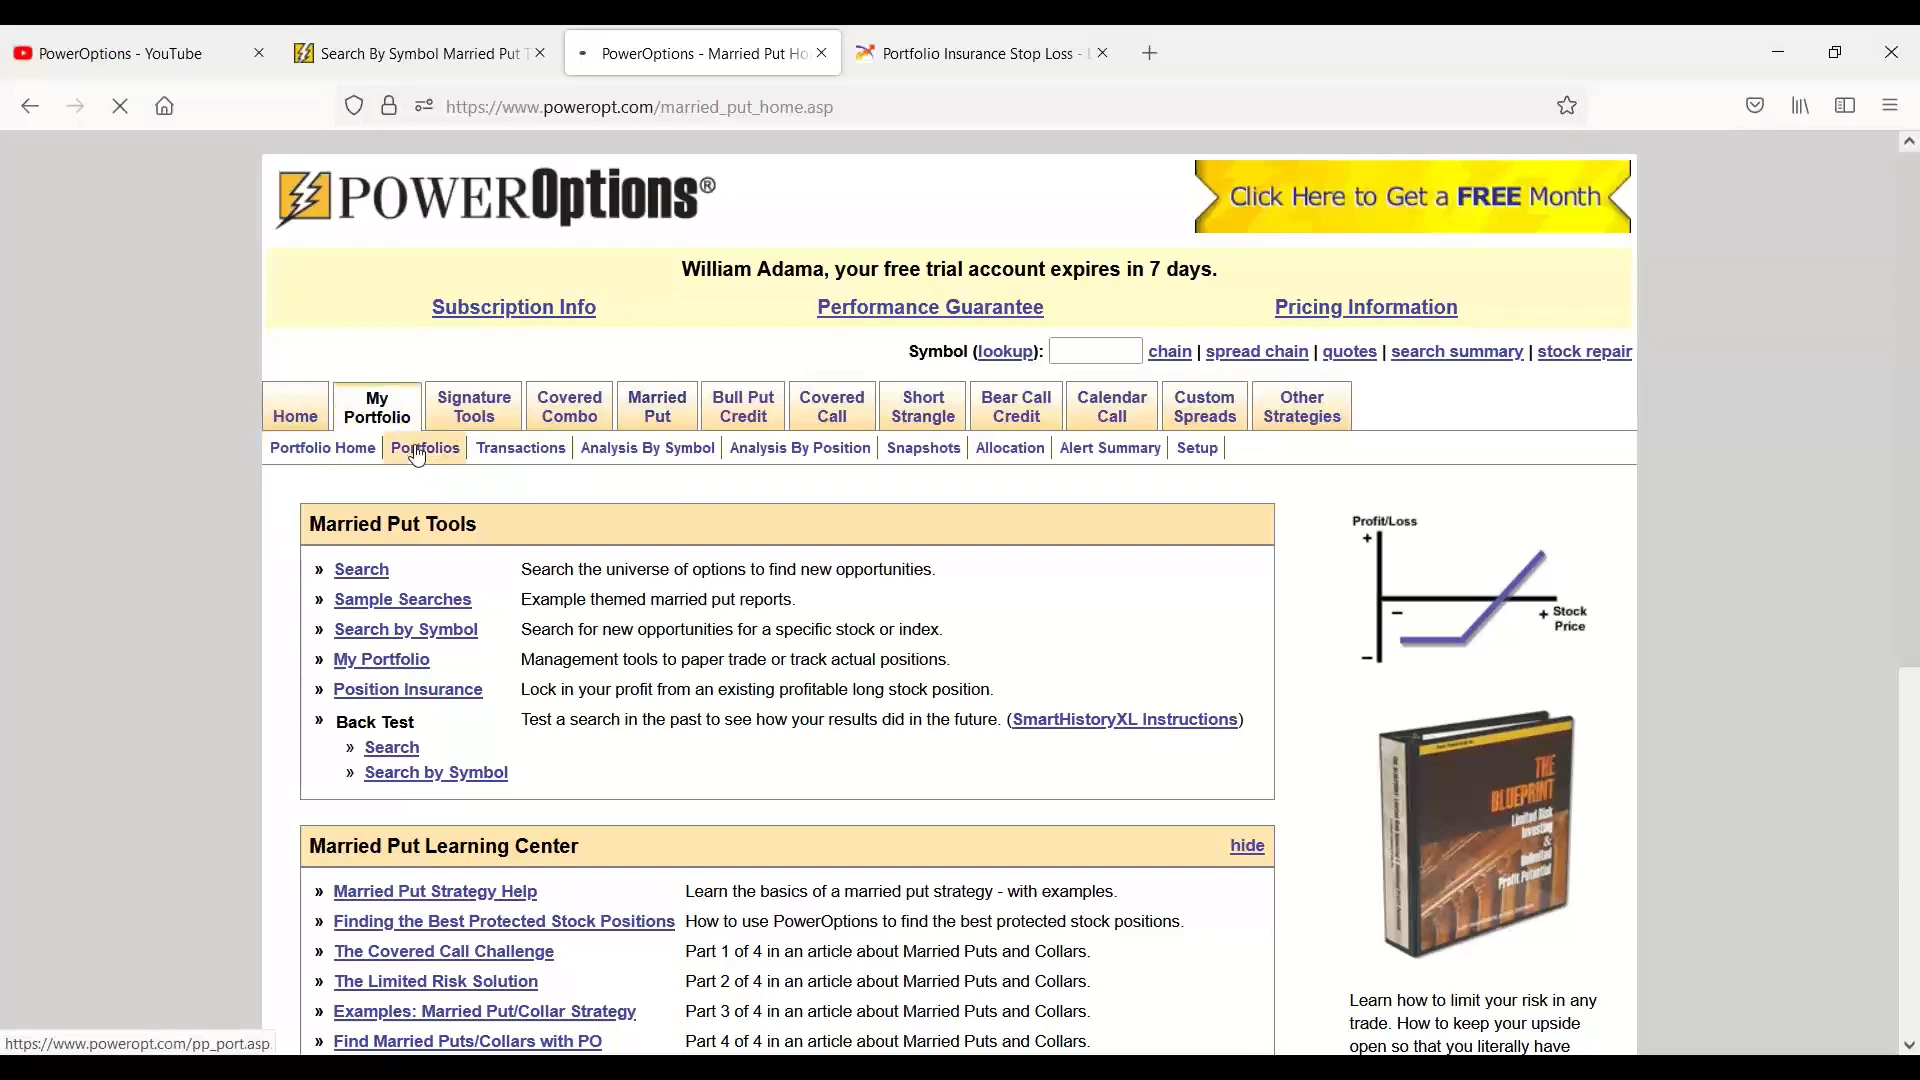 PowerOptions - YouTube
Search By Symbol Married Put T
PowerOptions - Married Put Ho
Portfolio Insurance Stop Loss -
https://www.poweropt.com/married_put_home.asp
POWEROptions®
Click Here to Get a FREE Month
William Adama, your free trial account expires in 7 days.
Subscription Info
Performance Guarantee
Pricing Information
Symbol (lookup): chain | spread chain | quotes | search summary | stock repair
Home
My Portfolio
Signature Tools
Covered Combo
Married Put
Bull Put Credit
Covered Call
Short Strangle
Bear Call Credit
Calendar Call
Custom Spreads
Other Strategies
Portfolio Home | Portfolios | Transactions | Analysis By Symbol | Analysis By Position | Snapshots | Allocation | Alert Summary | Setup |
Married Put Tools
» Search Search the universe of options to find new opportunities.
» Sample Searches Example themed married put reports.
» Search by Symbol Search for new opportunities for a specific stock or index.
» My Portfolio Management tools to paper trade or track actual positions.
» Position Insurance Lock in your profit from an existing profitable long stock position.
» Back Test Test a search in the past to see how your results did in the future. (SmartHistoryXL Instructions)
» Search
» Search by Symbol
Profit/Loss
+
−
+ Stock
Price
−
Married Put Learning Center hide
» Married Put Strategy Help Learn the basics of a married put strategy - with examples.
» Finding the Best Protected Stock Positions How to use PowerOptions to find the best protected stock positions.
» The Covered Call Challenge Part 1 of 4 in an article about Married Puts and Collars.
» The Limited Risk Solution Part 2 of 4 in an article about Married Puts and Collars.
» Examples: Married Put/Collar Strategy Part 3 of 4 in an article about Married Puts and Collars.
» Find Married Puts/Collars with PO Part 4 of 4 in an article about Married Puts and Collars.
THE
BLUEPRINT
Limited Risk
Investing
&
Unlimited
Profit Potential
Learn how to limit your risk in any
trade. How to keep your upside
open so that you literally have
https://www.poweropt.com/pp_port.asp